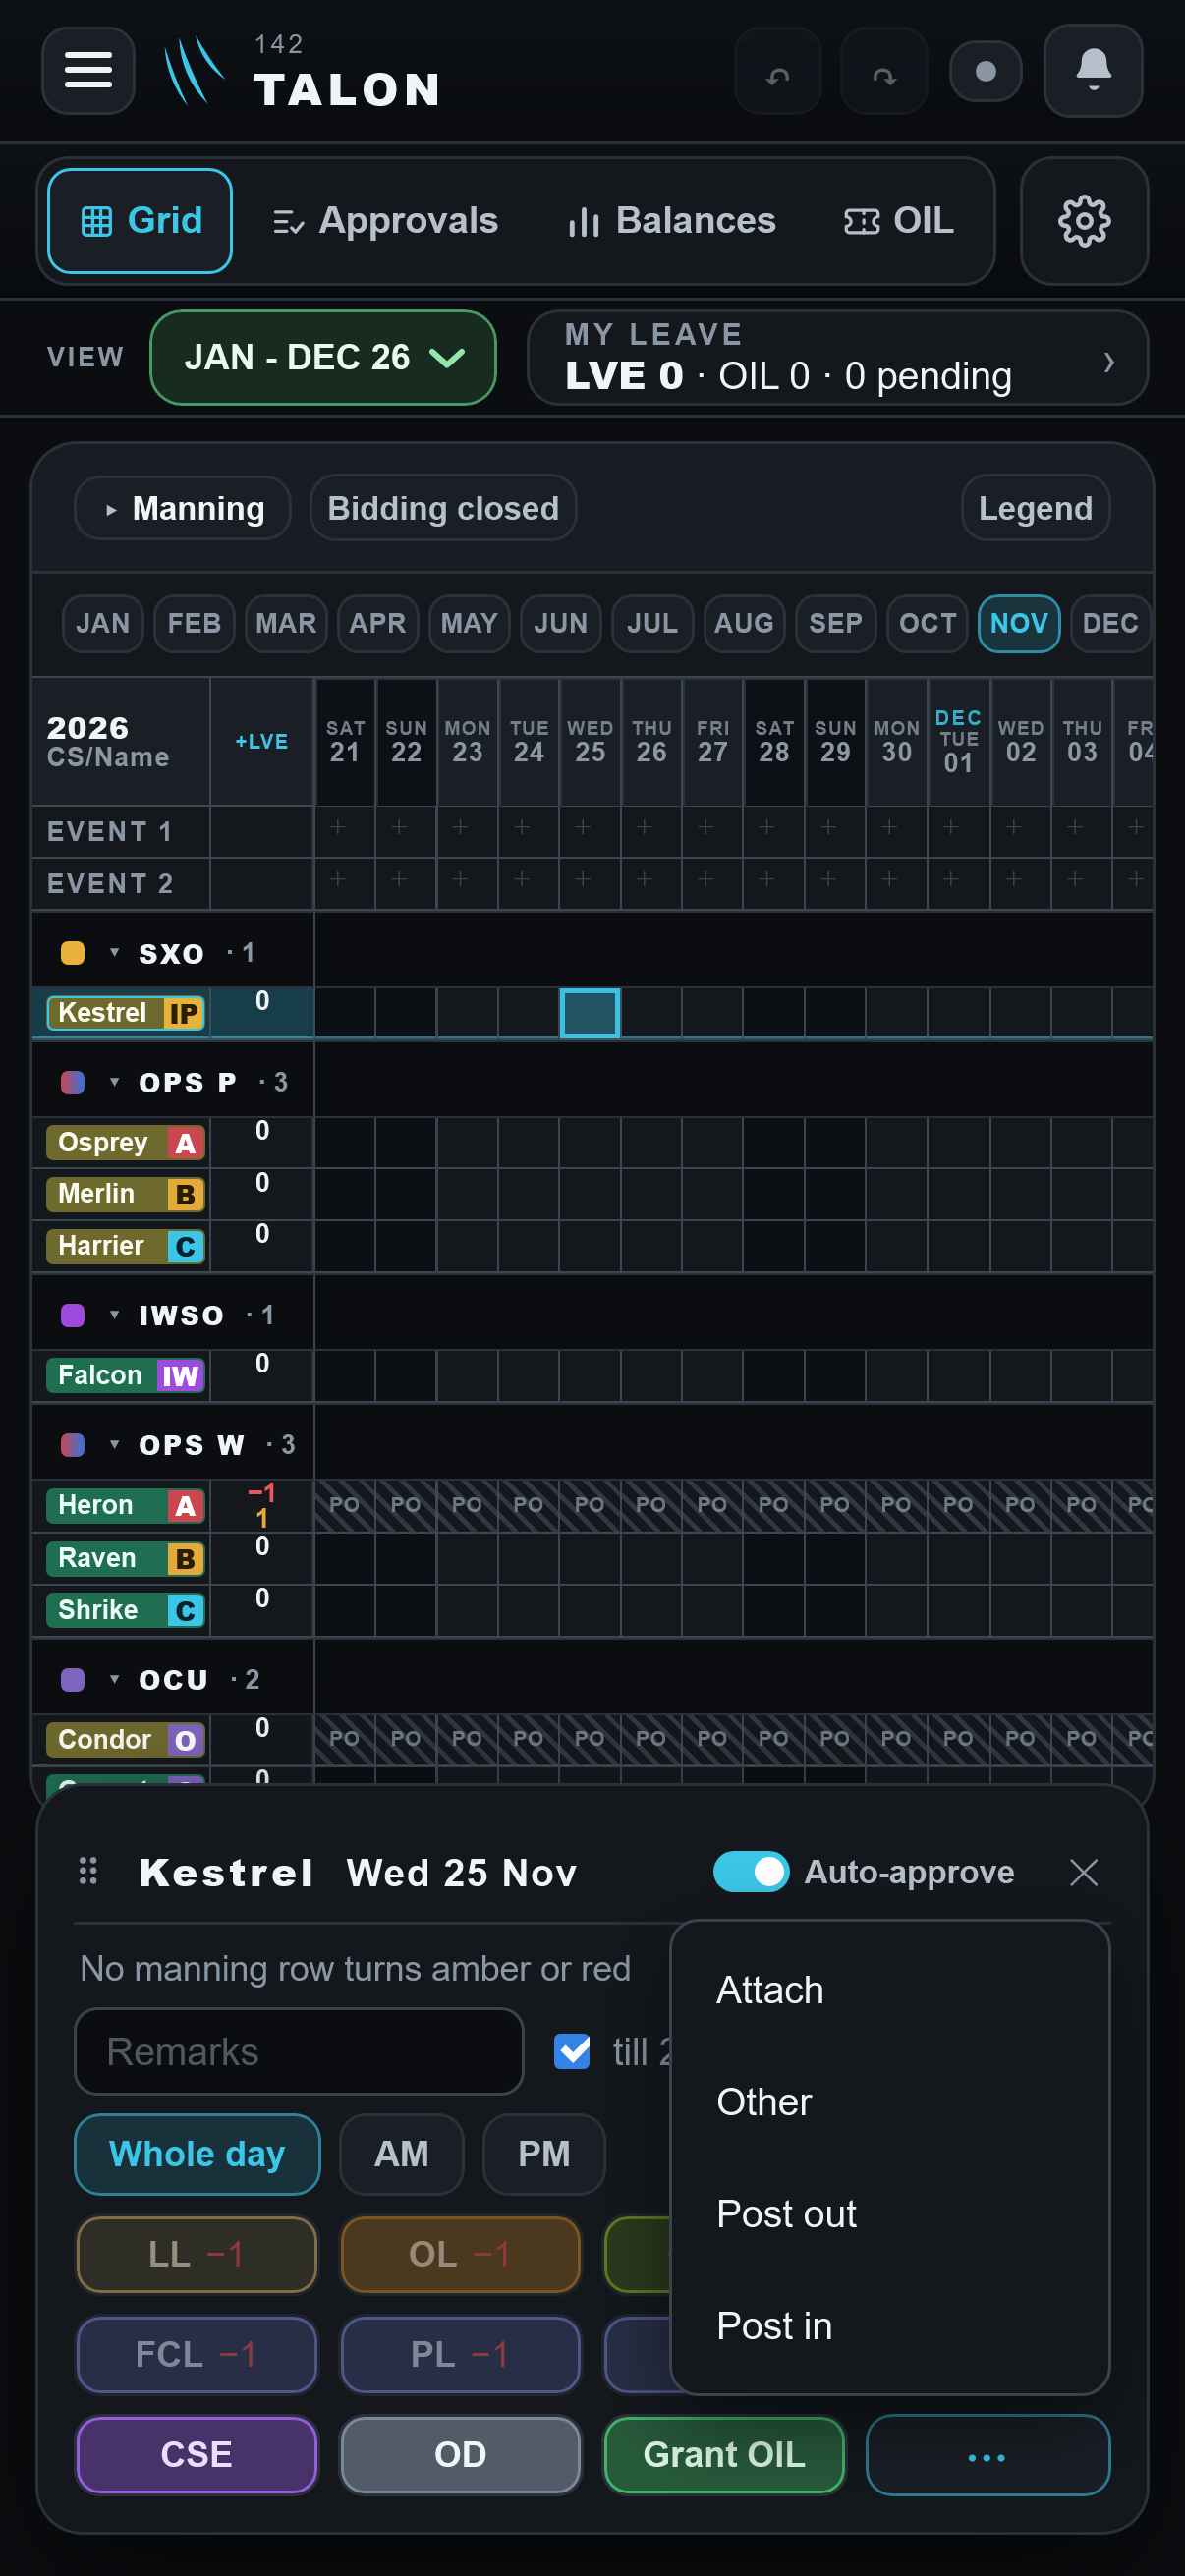 142
TALON
Grid Approvals Balances OIL
VIEW JAN - DEC 26
MY LEAVE
LVE 0 · OIL 0 · 0 pending
Manning Bidding closed Legend
JAN FEB MAR APR MAY JUN JUL AUG SEP OCT NOV DEC
2026
CS/Name
+LVE
SAT 21
SUN 22
MON 23
TUE 24
WED 25
THU 26
FRI 27
SAT 28
SUN 29
MON 30
DEC TUE 01
WED 02
THU 03
FR 04
EVENT 1 + + + + + + + + + + + + + +
EVENT 2 + + + + + + + + + + + + + +
SXO · 1
Kestrel IP 0
OPS P · 3
Osprey A 0
Merlin B 0
Harrier C 0
IWSO · 1
Falcon IW 0
OPS W · 3
Heron A −1 1 PO PO PO PO PO PO PO PO PO PO PO PO PO PO
Raven B 0
Shrike C 0
OCU · 2
Condor O 0 PO PO PO PO PO PO PO PO PO PO PO PO PO PO
0
Kestrel Wed 25 Nov Auto-approve
No manning row turns amber or red
Remarks till
Whole day AM PM
LL −1 OL −1
FCL −1 PL −1
CSE OD Grant OIL ...
Attach
Other
Post out
Post in